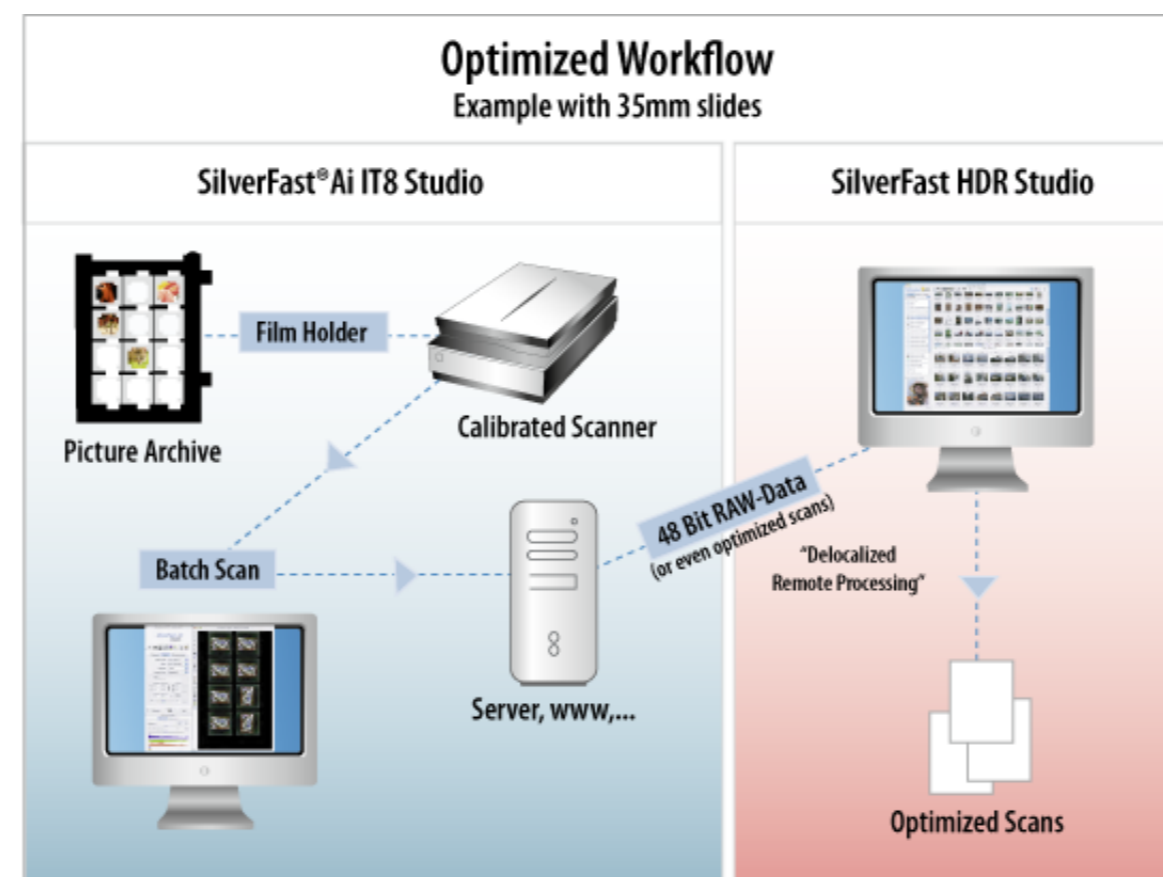 Optimized Workflow
Example with 35mm slides
SilverFast® Ai IT8 Studio
SilverFast HDR Studio
Film Holder
Picture Archive
Calibrated Scanner
Batch Scan
Server, www,...
48 Bit RAW-Data
(or even optimized scans)
"Delocalized
Remote Processing"
Optimized Scans